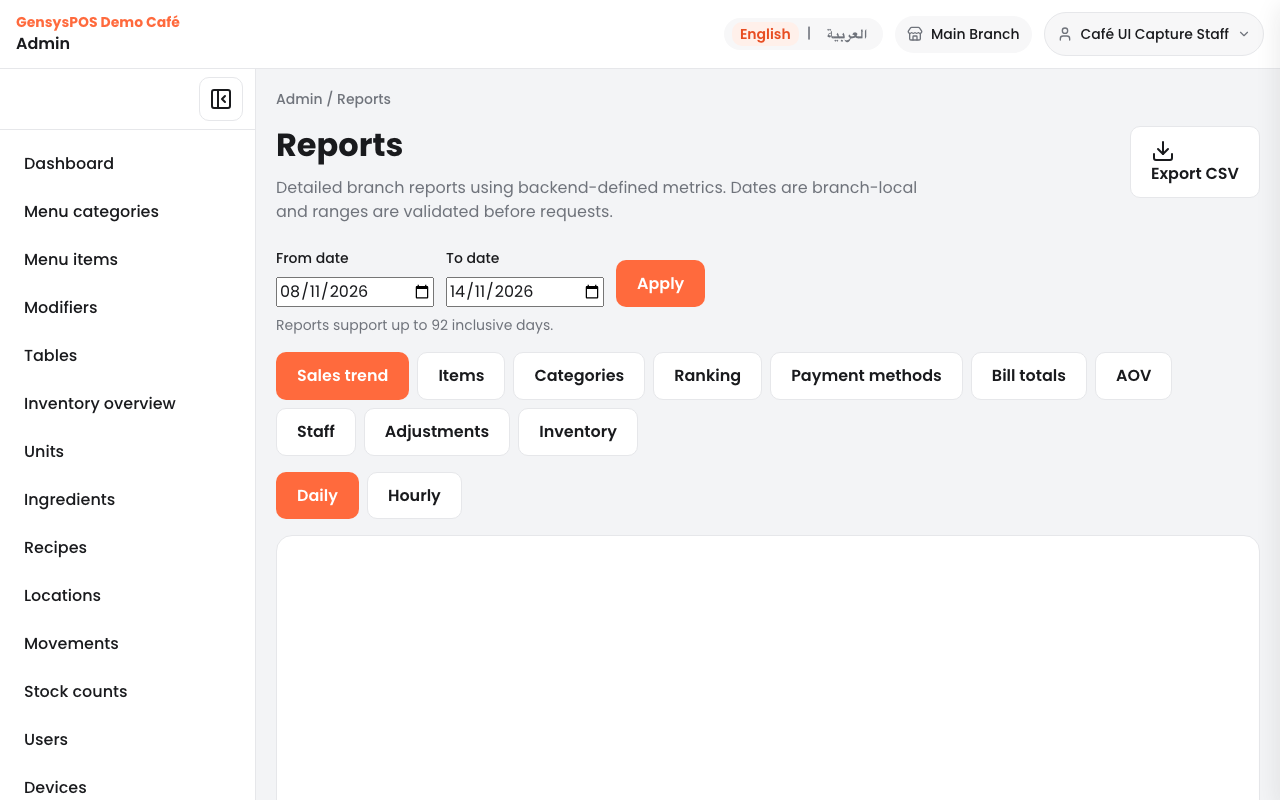 GensysPOS Demo Café
Admin
English | العربية
Main Branch
Café UI Capture Staff
Dashboard
Menu categories
Menu items
Modifiers
Tables
Inventory overview
Units
Ingredients
Recipes
Locations
Movements
Stock counts
Users
Devices
Admin / Reports
Reports
Detailed branch reports using backend-defined metrics. Dates are branch-local
and ranges are validated before requests.
Export CSV
From date
To date
08/11/2026
14/11/2026
Apply
Reports support up to 92 inclusive days.
Sales trend
Items
Categories
Ranking
Payment methods
Bill totals
AOV
Staff
Adjustments
Inventory
Daily
Hourly